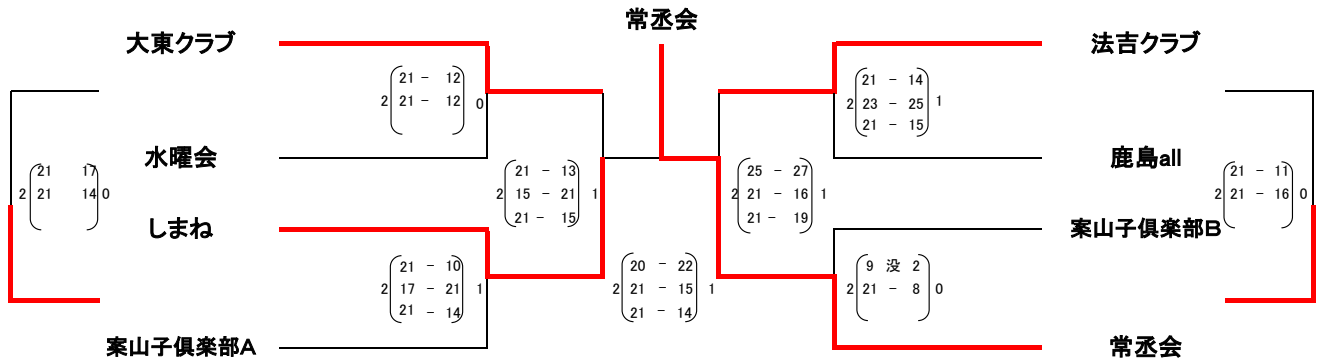 常丞会
大東クラブ
法吉クラブ
21 - 12
2 21 - 12 0
21 - 14
2 23 - 25 1
21 - 15
水曜会
鹿島all
21 17
2 21 14 0
21 - 13
2 15 - 21 1
21 - 15
25 - 27
2 21 - 16 1
21 - 19
21 - 11
2 21 - 16 0
しまね
案山子倶楽部B
21 - 10
2 17 - 21 1
21 - 14
20 - 22
2 21 - 15 1
21 - 14
9 没 2
2 21 - 8 0
案山子倶楽部A
常丞会